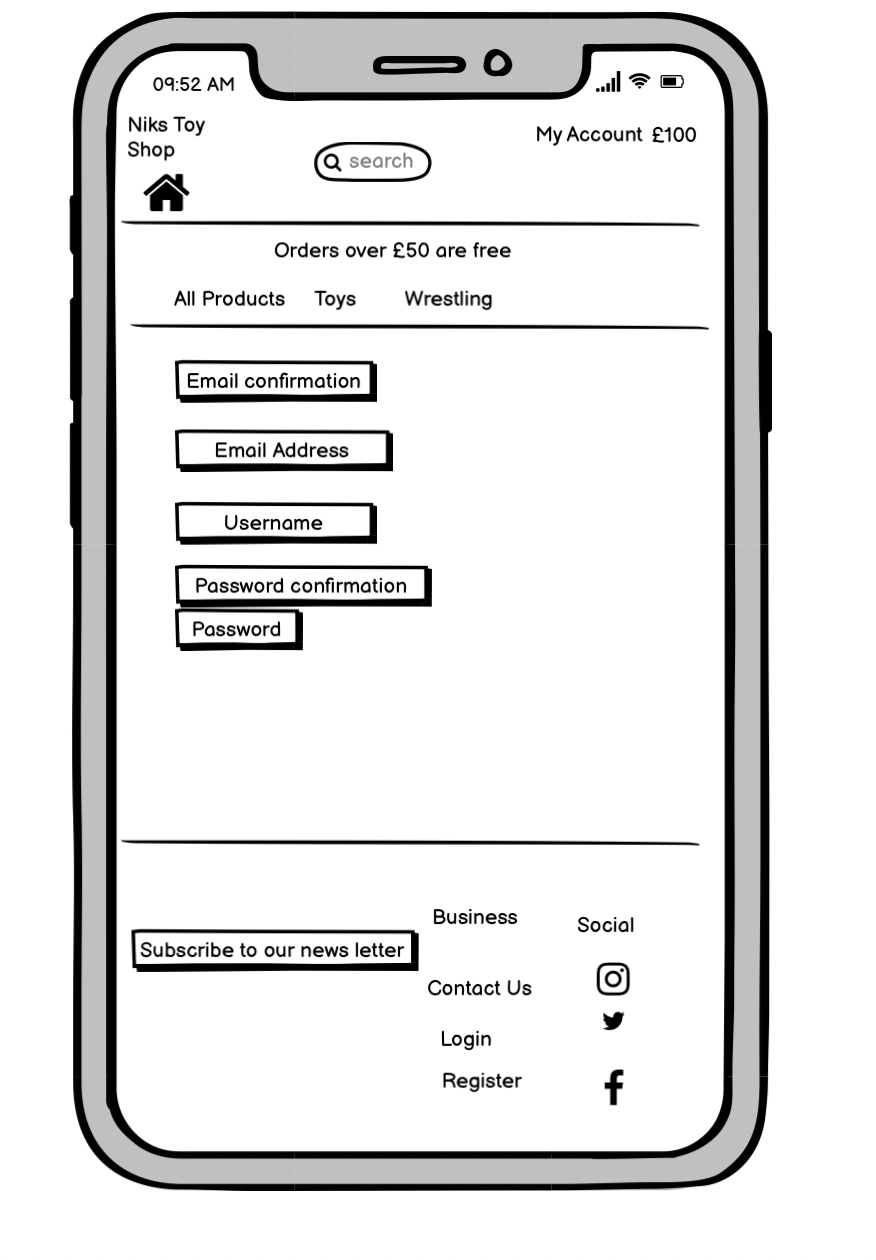 09:52 AM
Niks Toy
Shop
My Account £100
search
Orders over £50 are free
All Products Toys Wrestling
Email confirmation
Email Address
Username
Password confirmation
Password
Subscribe to our news letter
Business
Contact Us
Login
Register
Social